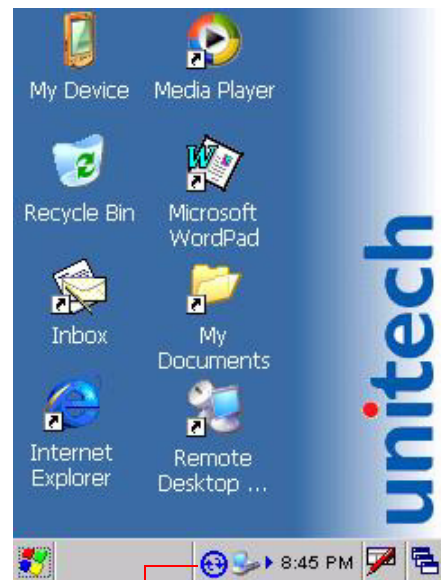 My Device
Media Player
Recycle Bin
Microsoft
WordPad
Inbox
My
Documents
Internet
Explorer
Remote
Desktop ...
unitech
8:45 PM